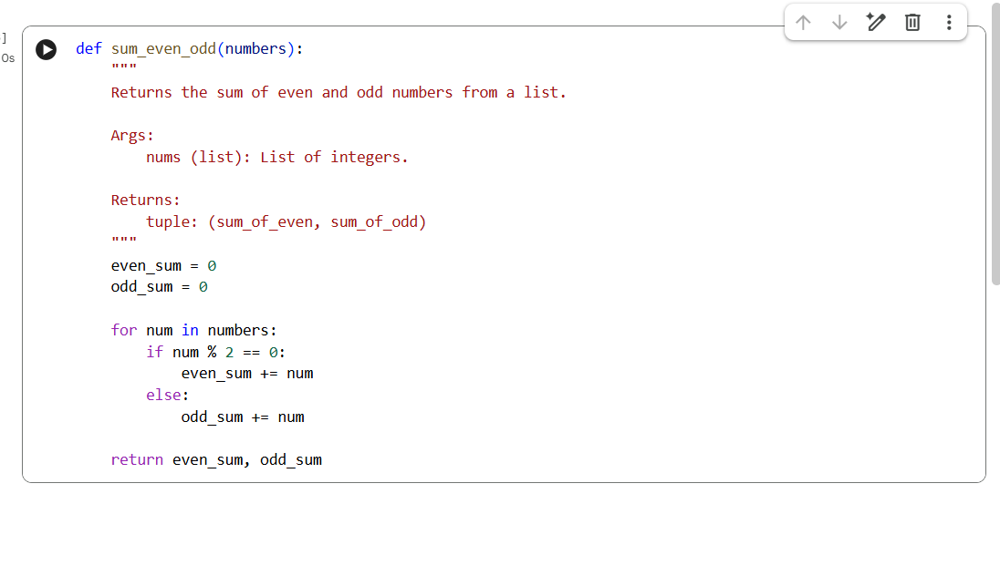 ]
0s
def sum_even_odd(numbers):
    """
    Returns the sum of even and odd numbers from a list.

    Args:
        nums (list): List of integers.

    Returns:
        tuple: (sum_of_even, sum_of_odd)
    """
    even_sum = 0
    odd_sum = 0

    for num in numbers:
        if num % 2 == 0:
            even_sum += num
        else:
            odd_sum += num

    return even_sum, odd_sum